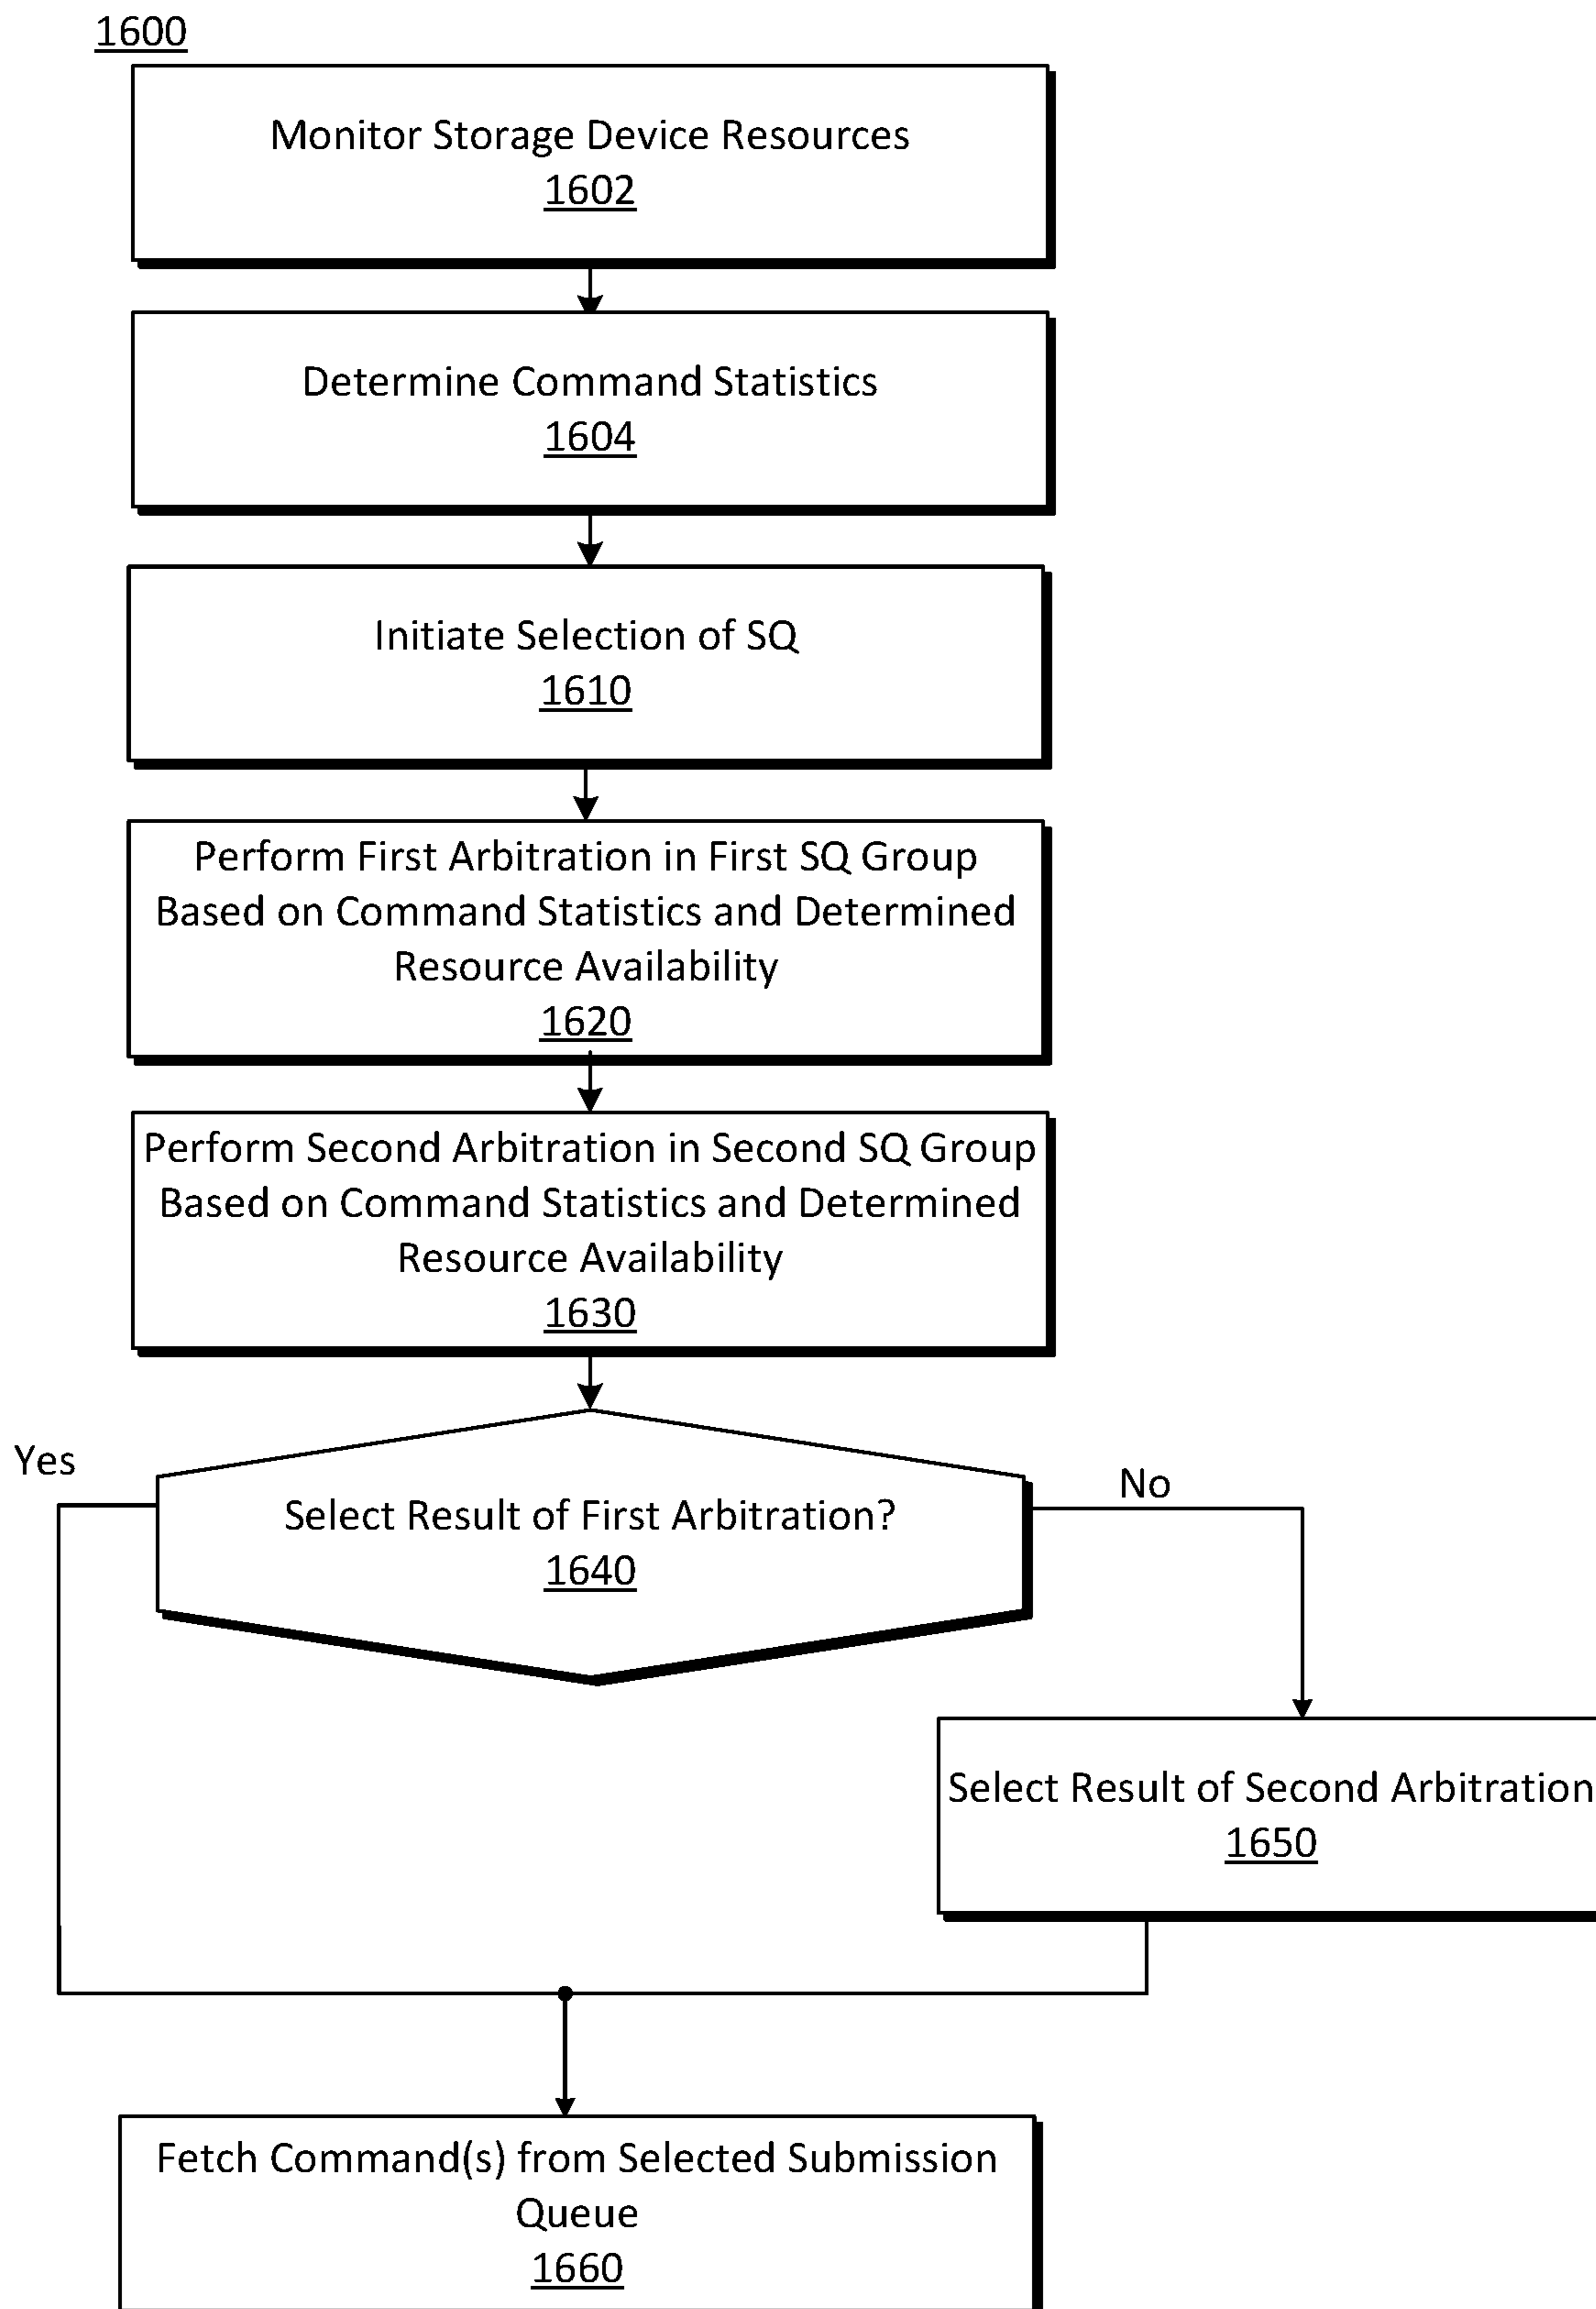 1600
Monitor Storage Device Resources
1602
Determine Command Statistics
1604
Initiate Selection of SQ
1610
Perform First Arbitration in First SQ Group
Based on Command Statistics and Determined
Resource Availability
1620
Perform Second Arbitration in Second SQ Group
Based on Command Statistics and Determined
Resource Availability
1630
Yes
No
Select Result of First Arbitration?
1640
Select Result of Second Arbitration
1650
Fetch Command(s) from Selected Submission
Queue
1660